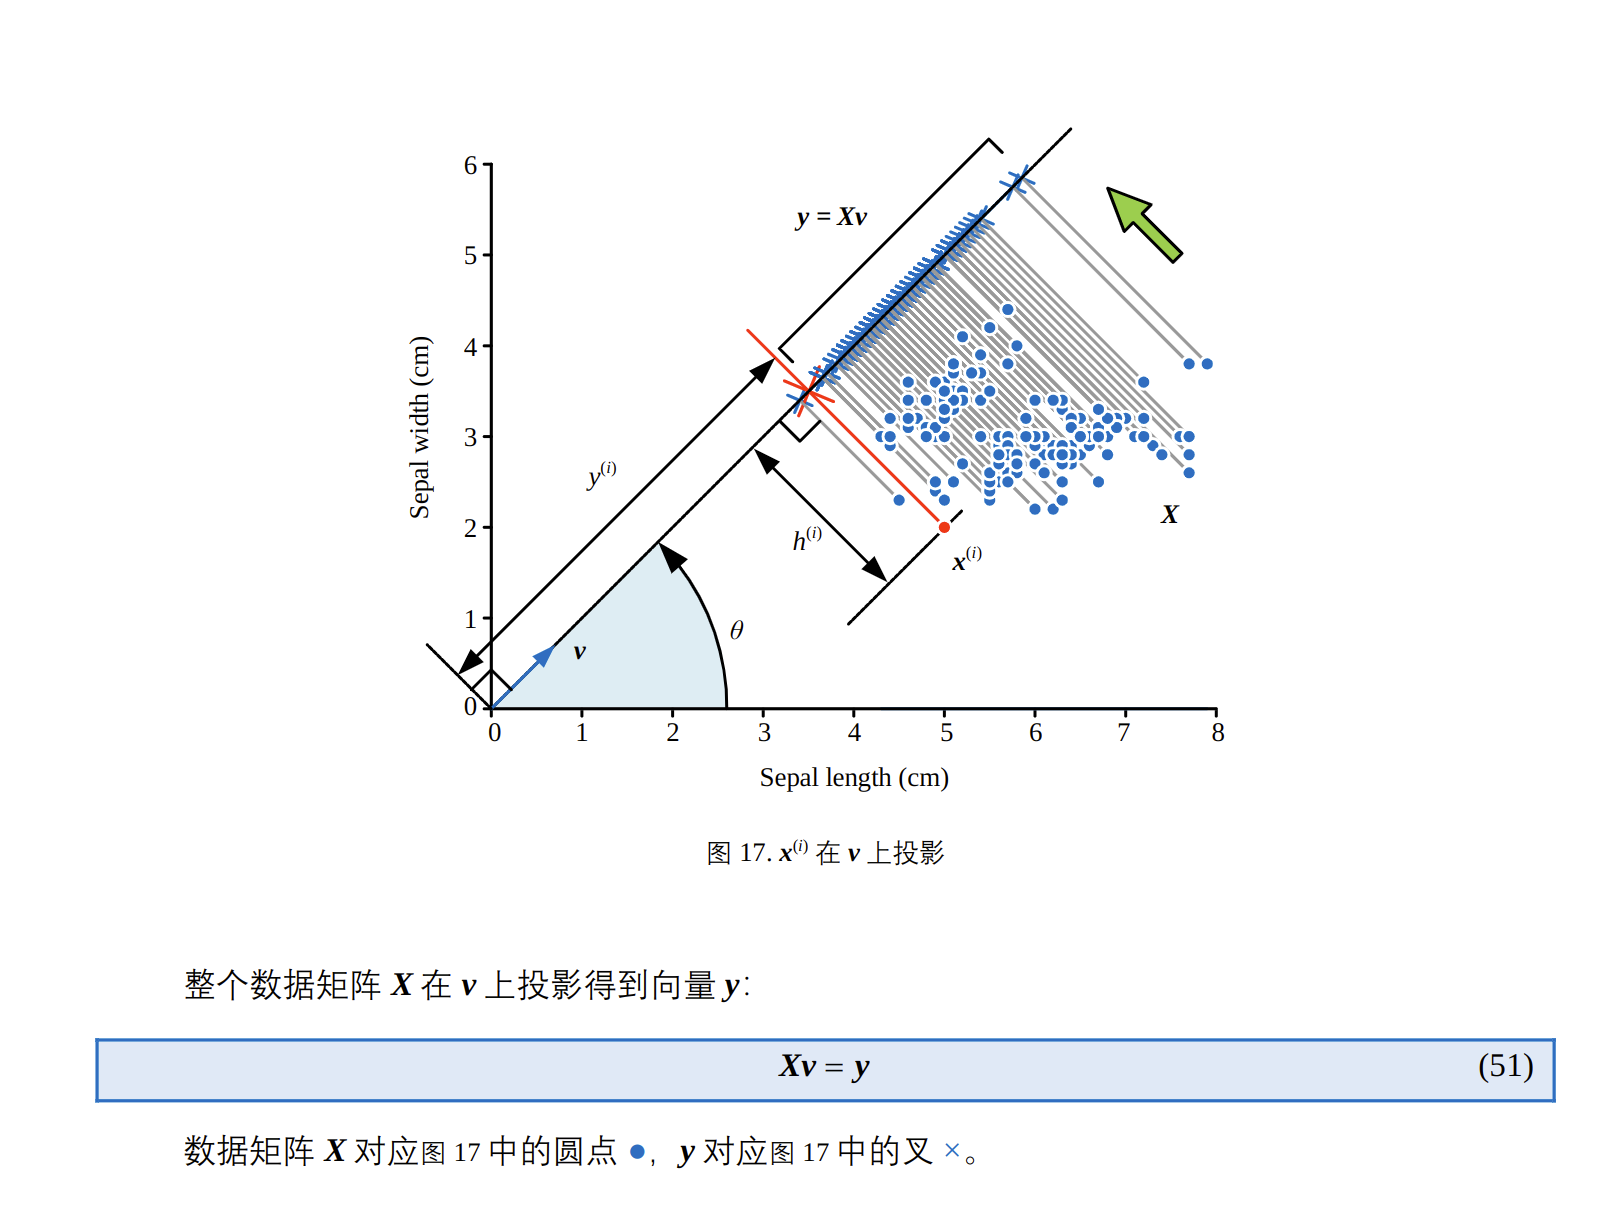 6
y = Xv
5
4
Sepal width (cm)
3
y(i)
X
h(i)
2
x(i)
1
θ
v
0
0 1 2 3 4 5 6 7 8
Sepal length (cm)
图 17. x(i) 在 v 上投影
整个数据矩阵 X 在 v 上投影得到向量 y：
Xv = y (51)
数据矩阵 X 对应图 17 中的圆点 ●，y 对应图 17 中的叉 ×。